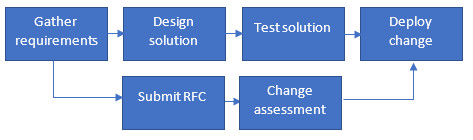 Gather
requirements
Design
solution
Test solution
Deploy
change
Submit RFC
Change
assessment